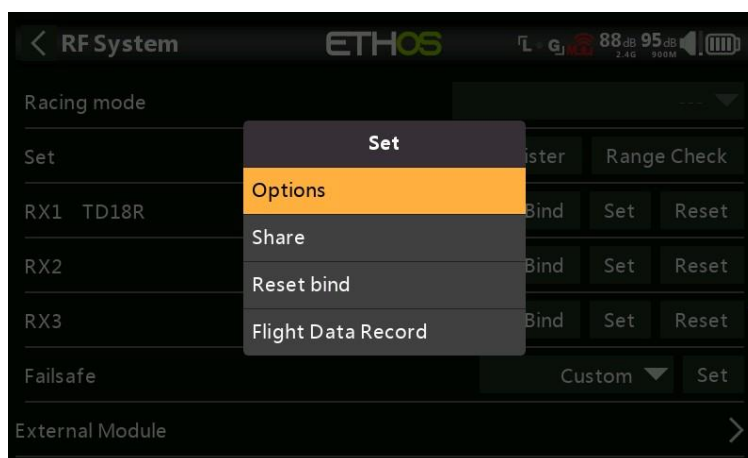 RF System ETHOS L G 88dB 95dB
2.4G 900M
Racing mode ---
Set
Set ister Range Check
Options
RX1 TD18R Bind Set Reset
Share
RX2 Bind Set Reset
Reset bind
RX3 Bind Set Reset
Flight Data Record
Failsafe Custom Set
External Module